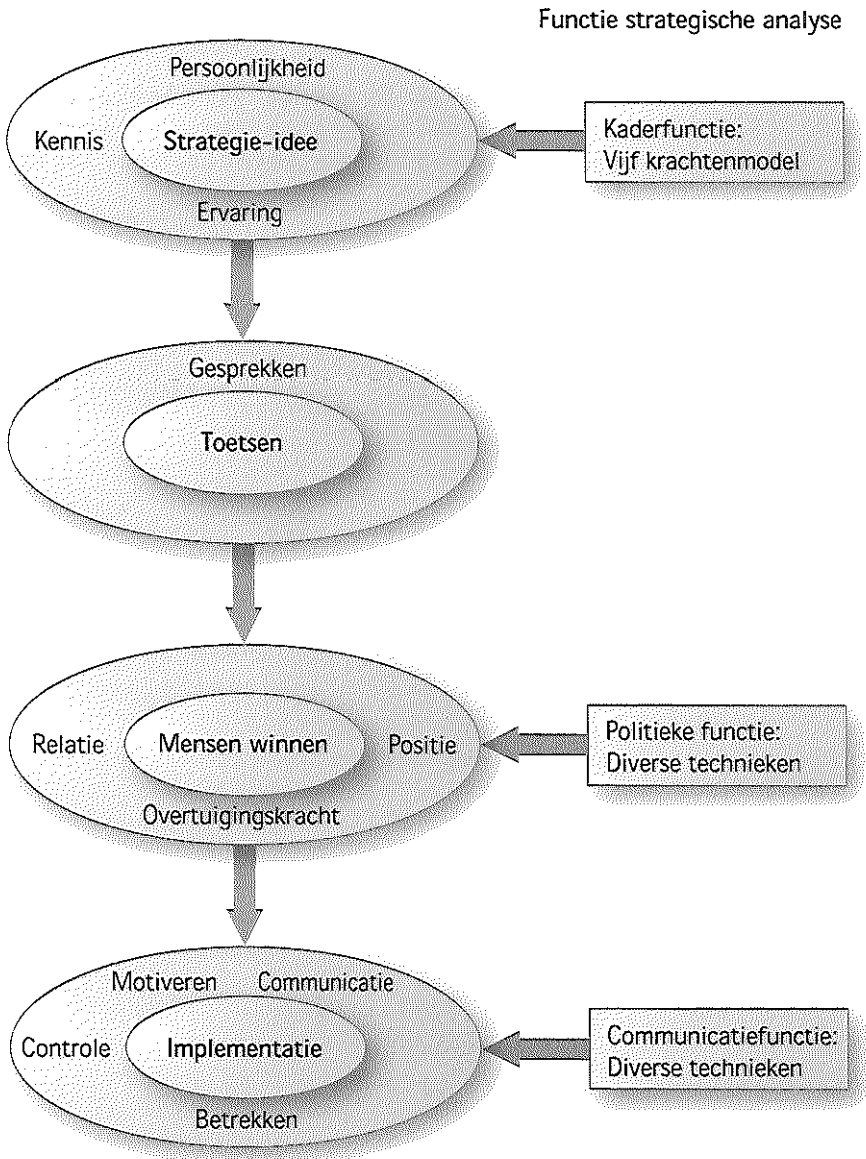 Functie strategische analyse
Persoonlijkheid
Kennis
Strategie-idee
Ervaring
Kaderfunctie:
Vijf krachtenmodel
Gesprekken
Toetsen
Relatie
Mensen winnen
Positie
Overtuigingskracht
Politieke functie:
Diverse technieken
Motiveren
Communicatie
Controle
Implementatie
Betrekken
Communicatiefunctie:
Diverse technieken